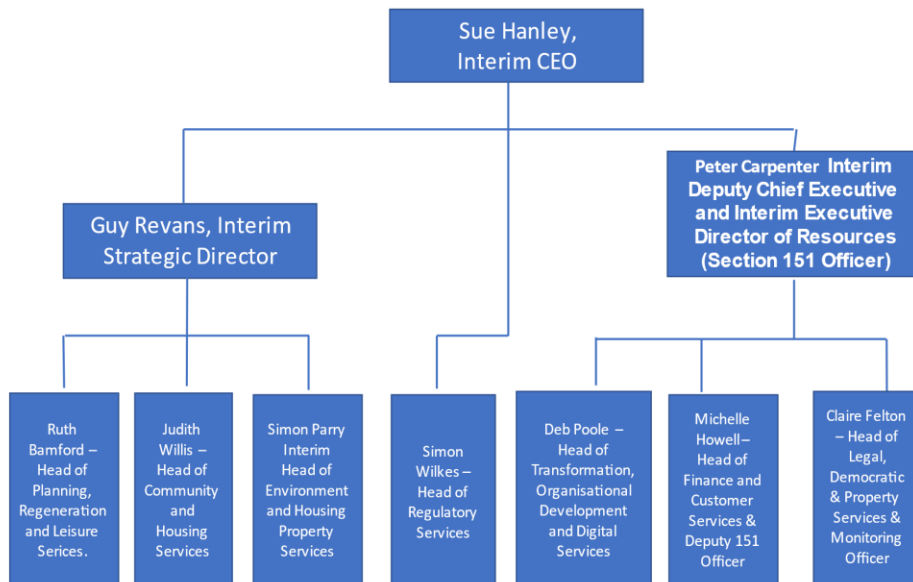 Sue Hanley,
Interim CEO
Guy Revans, Interim
Strategic Director
Peter Carpenter Interim
Deputy Chief Executive
and Interim Executive
Director of Resources
(Section 151 Officer)
Ruth
Bamford –
Head of
Planning,
Regeneration
and Leisure
Serices.
Judith
Willis –
Head of
Community
and
Housing
Services
Simon Parry
Interim
Head of
Environment
and Housing
Property
Services
Simon
Wilkes –
Head of
Regulatory
Services
Deb Poole –
Head of
Transformation,
Organisational
Development
and Digital
Services
Michelle
Howell–
Head of
Finance and
Customer
Services &
Deputy 151
Officer
Claire Felton
– Head of
Legal,
Democratic
& Property
Services &
Monitoring
Officer